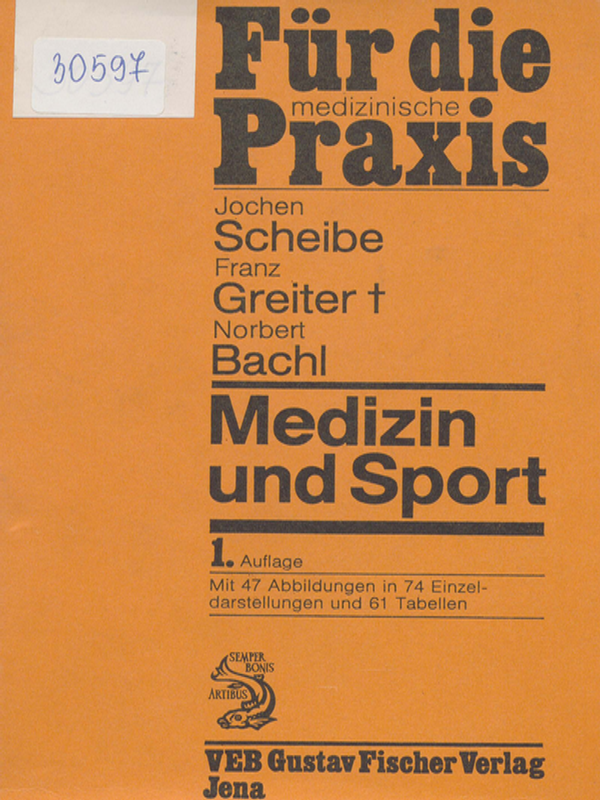 30597
Für die
medizinische
Praxis
Jochen
Scheibe
Franz
Greiter †
Norbert
Bachl
Medizin
und Sport
1. Auflage
Mit 47 Abbildungen in 74 Einzel-
darstellungen und 61 Tabellen
SEMPER
BONIS
ARTIBUS
VEB Gustav Fischer Verlag
Jena